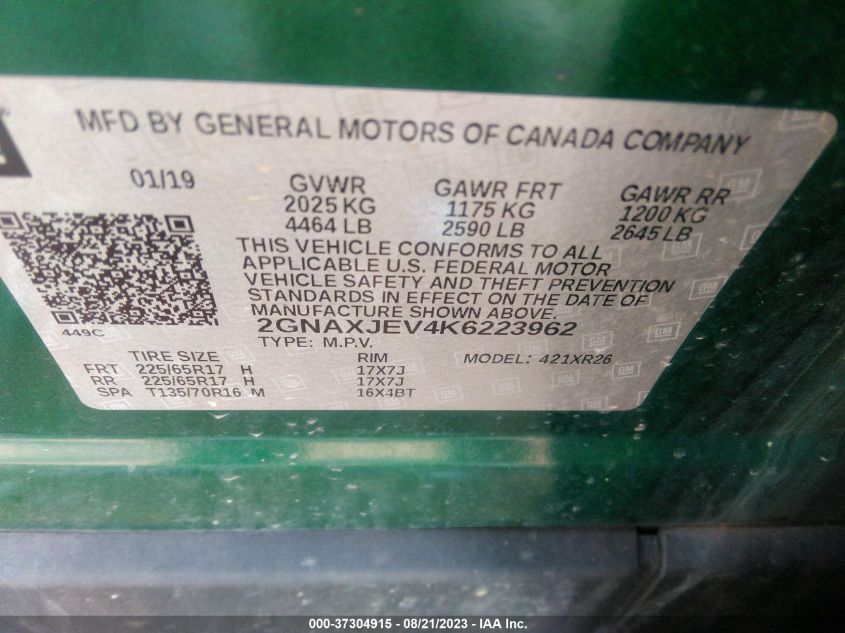 MFD BY GENERAL MOTORS OF CANADA COMPANY
01/19 GVWR GAWR FRT GAWR RR
2025 KG 1175 KG 1200 KG
4464 LB 2590 LB 2645 LB
THIS VEHICLE CONFORMS TO ALL
APPLICABLE U.S. FEDERAL MOTOR
VEHICLE SAFETY AND THEFT PREVENTION
STANDARDS IN EFFECT ON THE DATE OF
MANUFACTURE SHOWN ABOVE.
449C 2GNAXJEV4K6223962
TYPE: M.P.V. MODEL: 421XR26
TIRE SIZE RIM
FRT 225/65R17 H 17X7J
RR 225/65R17 H 17X7J
SPA T135/70R16 M 16X4BT
GM
000-37304915 - 08/21/2023 - IAA Inc.